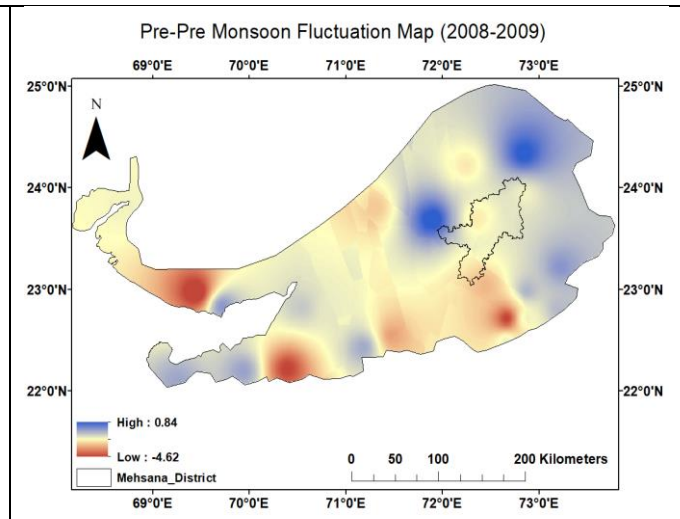 Pre-Pre Monsoon Fluctuation Map (2008-2009)
69°0'E 70°0'E 71°0'E 72°0'E 73°0'E
25°0'N 25°0'N
N
24°0'N 24°0'N
23°0'N 23°0'N
22°0'N 22°0'N
High : 0.84
Low : -4.62
Mehsana_District
0 50 100 200 Kilometers
69°0'E 70°0'E 71°0'E 72°0'E 73°0'E